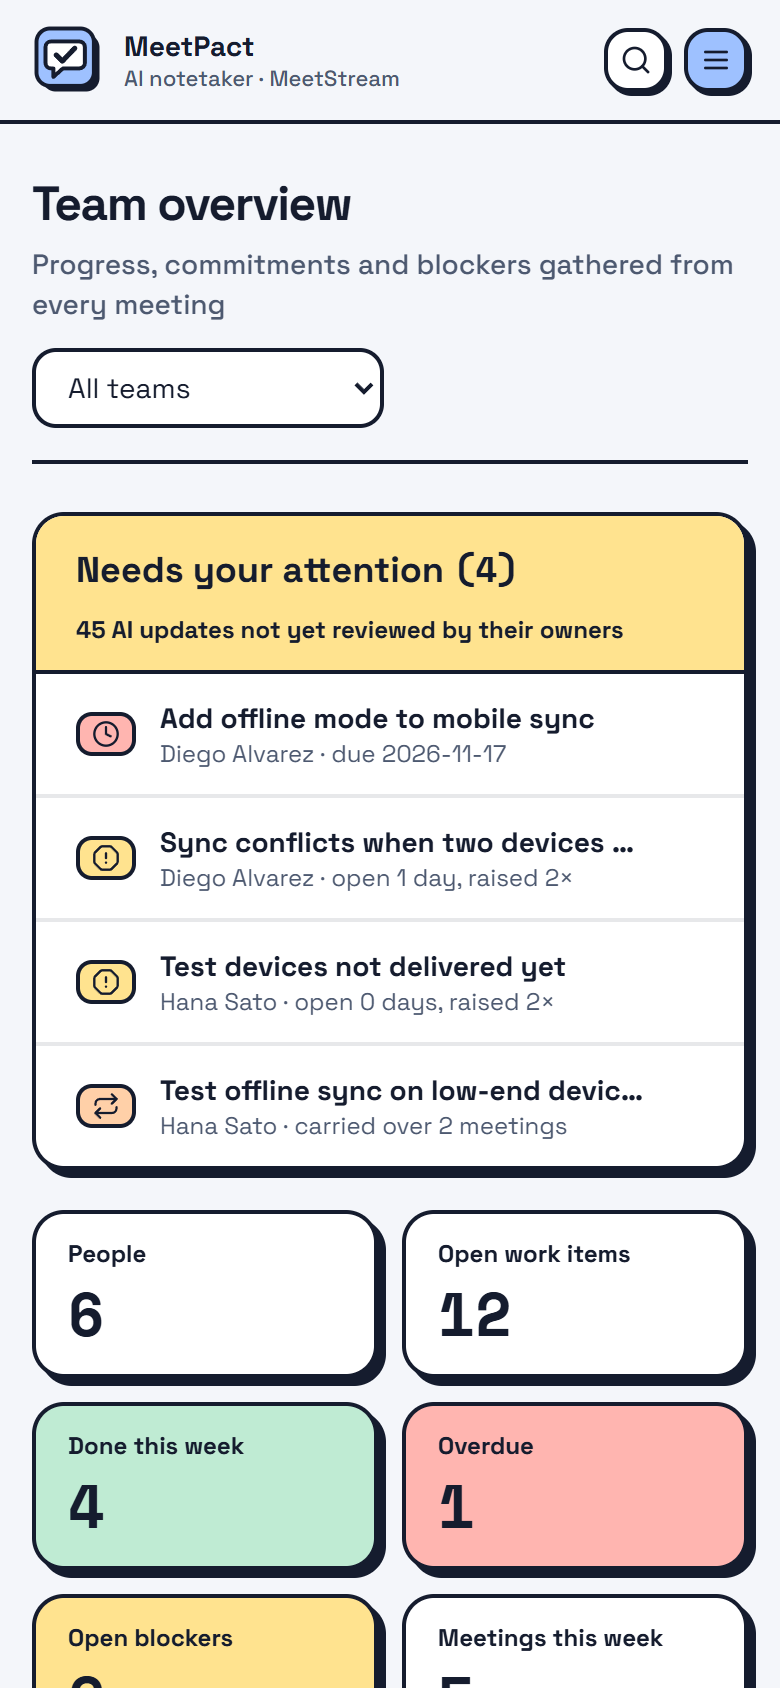 MeetPact
AI notetaker · MeetStream
Team overview
Progress, commitments and blockers gathered from
every meeting
All teams
Needs your attention (4)
45 AI updates not yet reviewed by their owners
Add offline mode to mobile sync
Diego Alvarez · due 2026-11-17
Sync conflicts when two devices ...
Diego Alvarez · open 1 day, raised 2×
Test devices not delivered yet
Hana Sato · open 0 days, raised 2×
Test offline sync on low-end devic...
Hana Sato · carried over 2 meetings
People
6
Open work items
12
Done this week
4
Overdue
1
Open blockers
Meetings this week